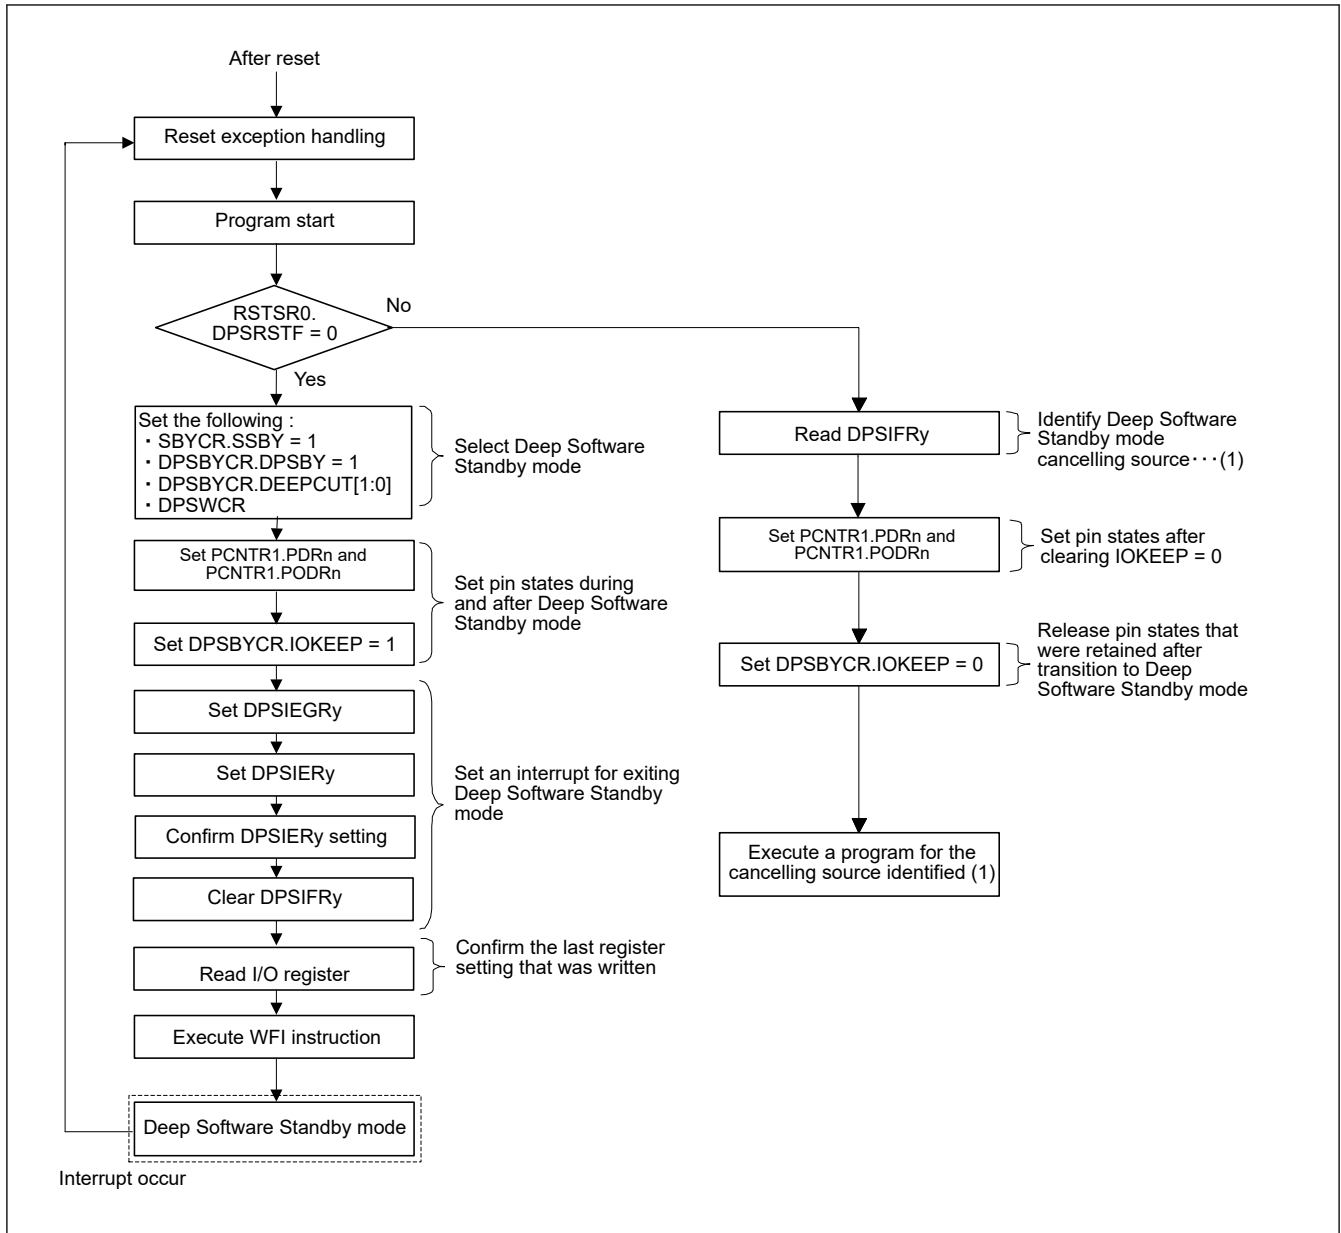 After reset
Reset exception handling
Program start
RSTSR0.
DPSRSTF = 0
No
Yes
Set the following :
・SBYCR.SSBY = 1
・DPSBYCR.DPSBY = 1
・DPSBYCR.DEEPCUT[1:0]
・DPSWCR
Select Deep Software
Standby mode
Set PCNTR1.PDRn and
PCNTR1.PODRn
Set DPSBYCR.IOKEEP = 1
Set pin states during
and after Deep Software
Standby mode
Set DPSIEGRy
Set DPSIERy
Confirm DPSIERy setting
Clear DPSIFRy
Set an interrupt for exiting
Deep Software Standby
mode
Read I/O register
Confirm the last register
setting that was written
Execute WFI instruction
Deep Software Standby mode
Interrupt occur
Read DPSIFRy
Identify Deep Software
Standby mode
cancelling source･･･(1)
Set PCNTR1.PDRn and
PCNTR1.PODRn
Set pin states after
clearing IOKEEP = 0
Set DPSBYCR.IOKEEP = 0
Release pin states that
were retained after
transition to Deep
Software Standby mode
Execute a program for the
cancelling source identified (1)